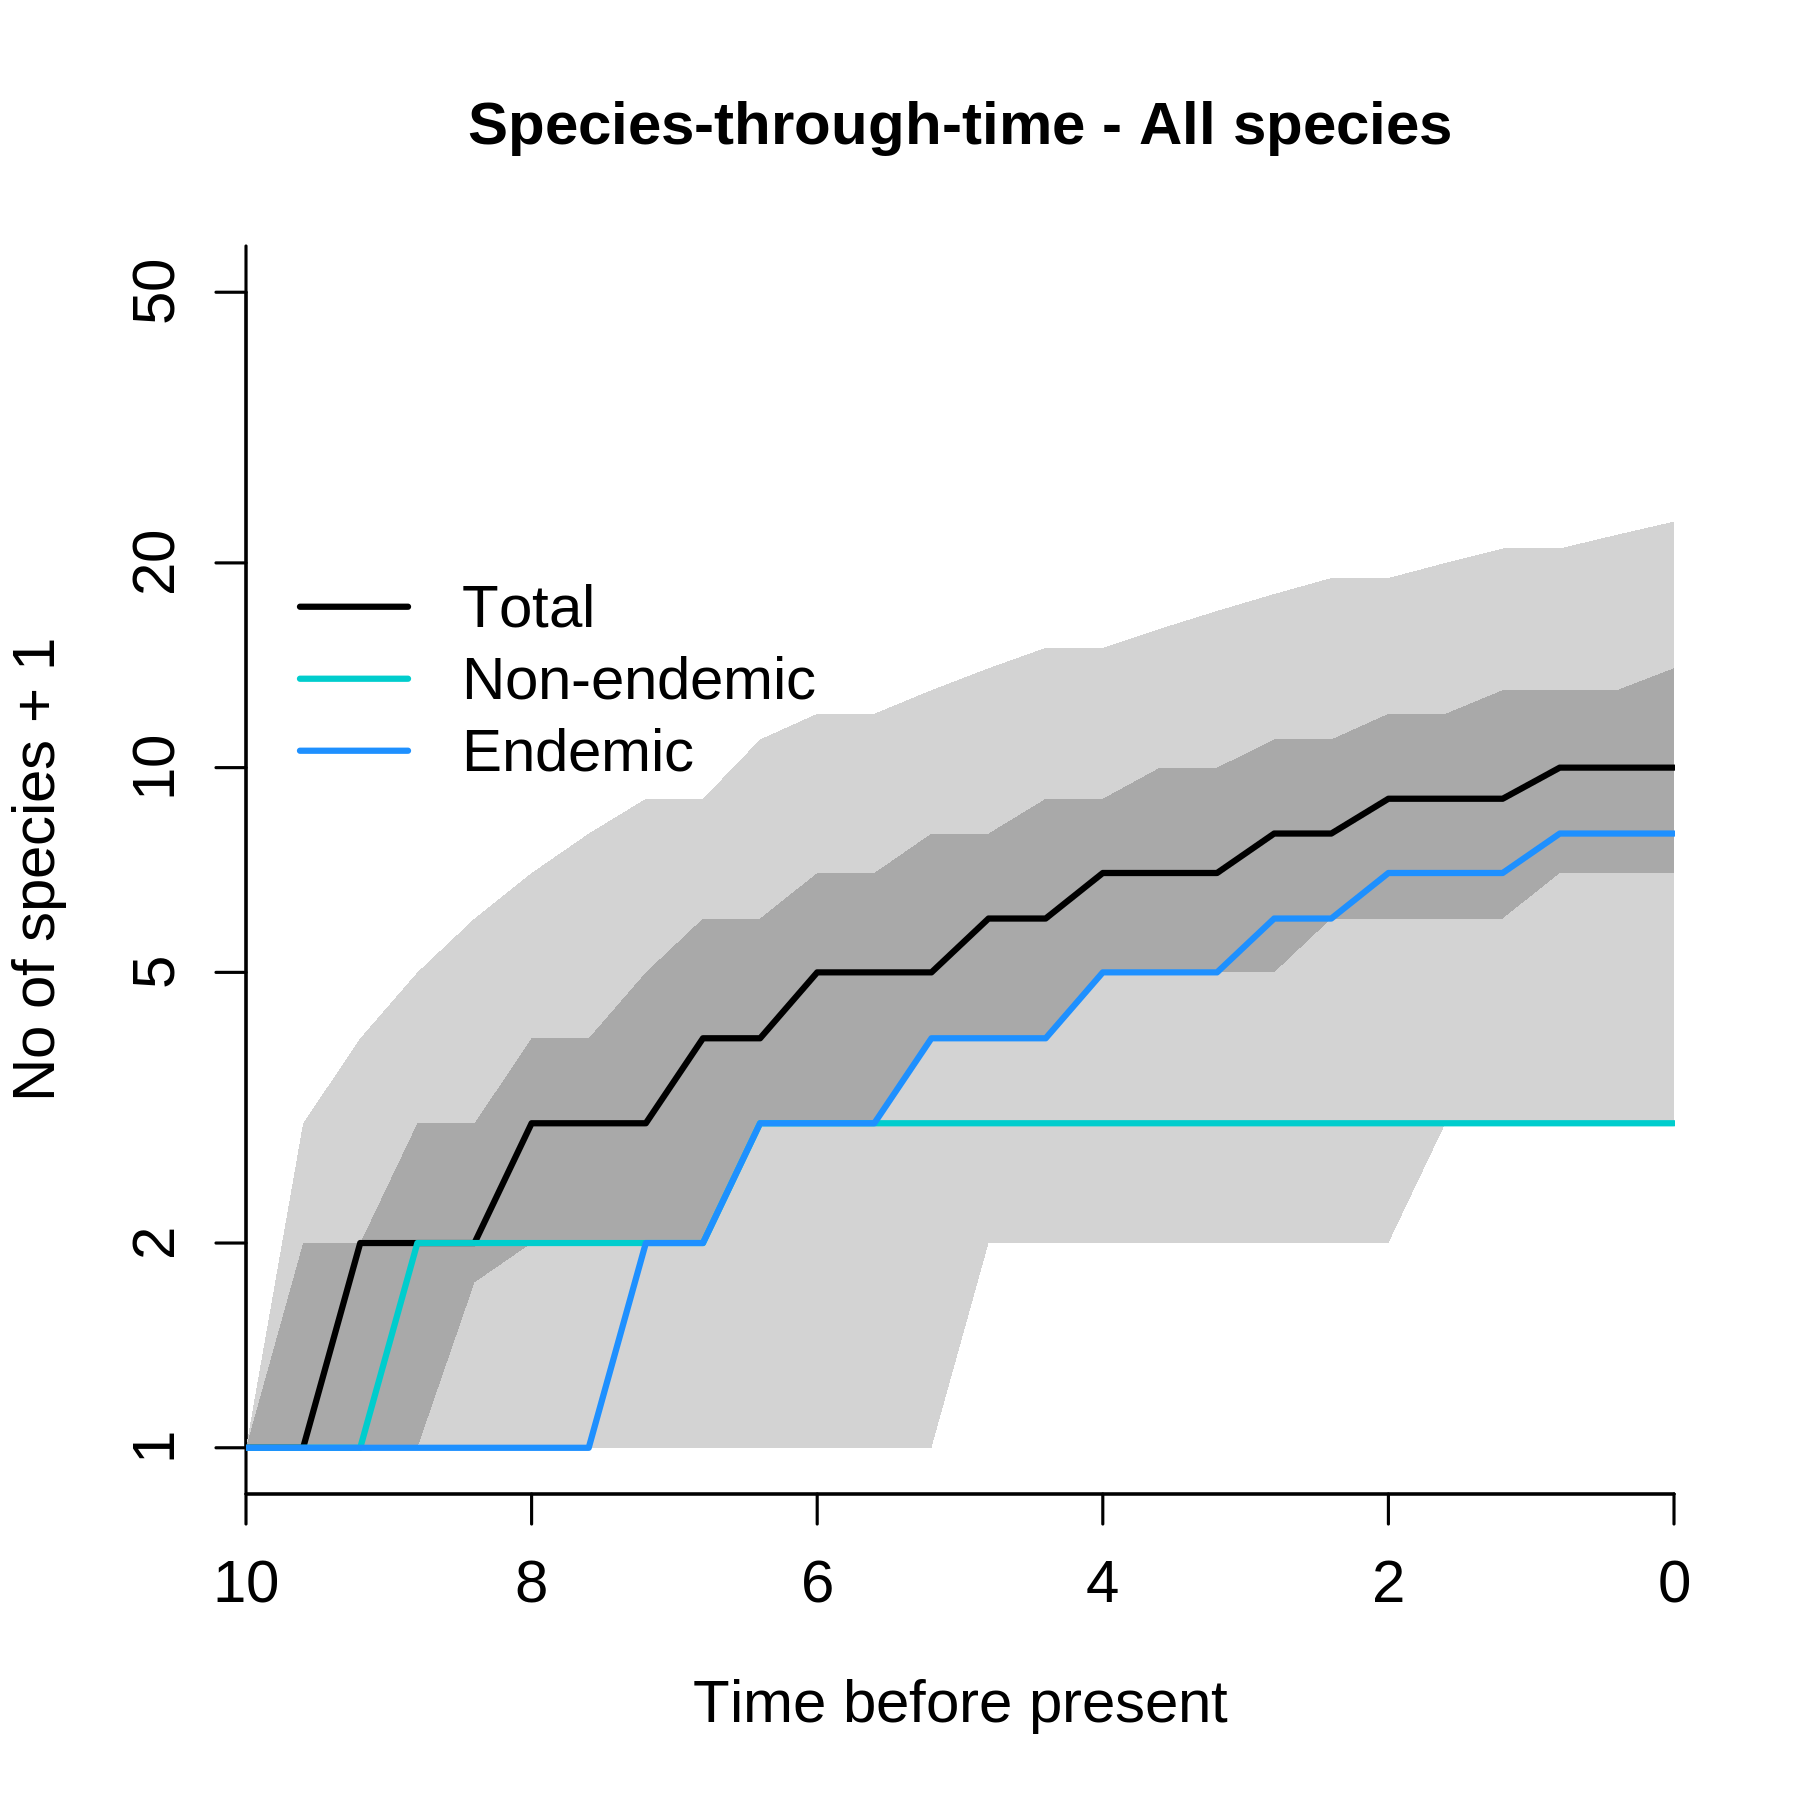 Species-through-time - All species
No of species + 1
50
20
10
5
2
1
Total
Non-endemic
Endemic
10 8 6 4 2 0
Time before present